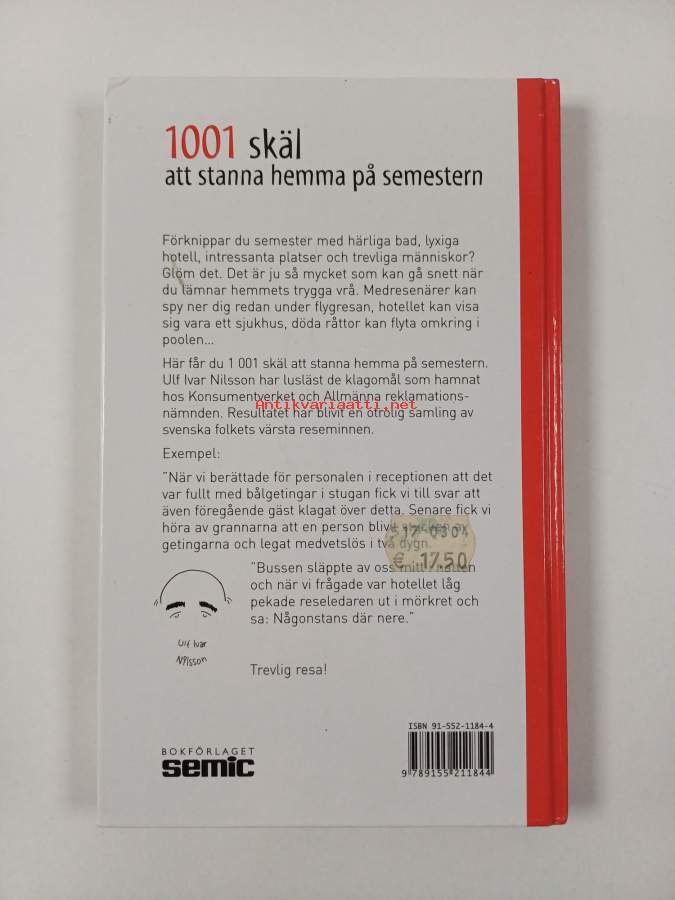 1001 skäl
att stanna hemma på semestern
Förknippar du semester med härliga bad, lyxiga
hotell, intressanta platser och trevliga människor?
Glöm det. Det är ju så mycket som kan gå snett när
du lämnar hemmets trygga vrå. Medresenärer kan
spy ner dig redan under flygresan, hotellet kan visa
sig vara ett sjukhus, döda råttor kan flyta omkring i
poolen...
Här får du 1 001 skäl att stanna hemma på semestern.
Ulf Ivar Nilsson har lusläst de klagomål som hamnat
hos Konsumentverket och Allmänna reklamations-
Antikvariaatti.net
nämnden. Resultatet har blivit en otrolig samling av
svenska folkets värsta reseminnen.
Exempel:
”När vi berättade för personalen i receptionen att det
var fullt med bålgetingar i stugan fick vi till svar att
även föregående gäst klagat över detta. Senare fick vi
höra av grannarna att en person blivit av
17-0304
getingarna och legat medvetslös i två dygn.
€ 17.50
”Bussen släppte av oss mitt i natten
och när vi frågade var hotellet låg
pekade reseledaren ut i mörkret och
sa: Någonstans där nere.”
Ulf Ivar
Nilsson
Trevlig resa!
ISBN 91-552-1184-4
BOKFÖRLAGET
semic
9 789155 211844